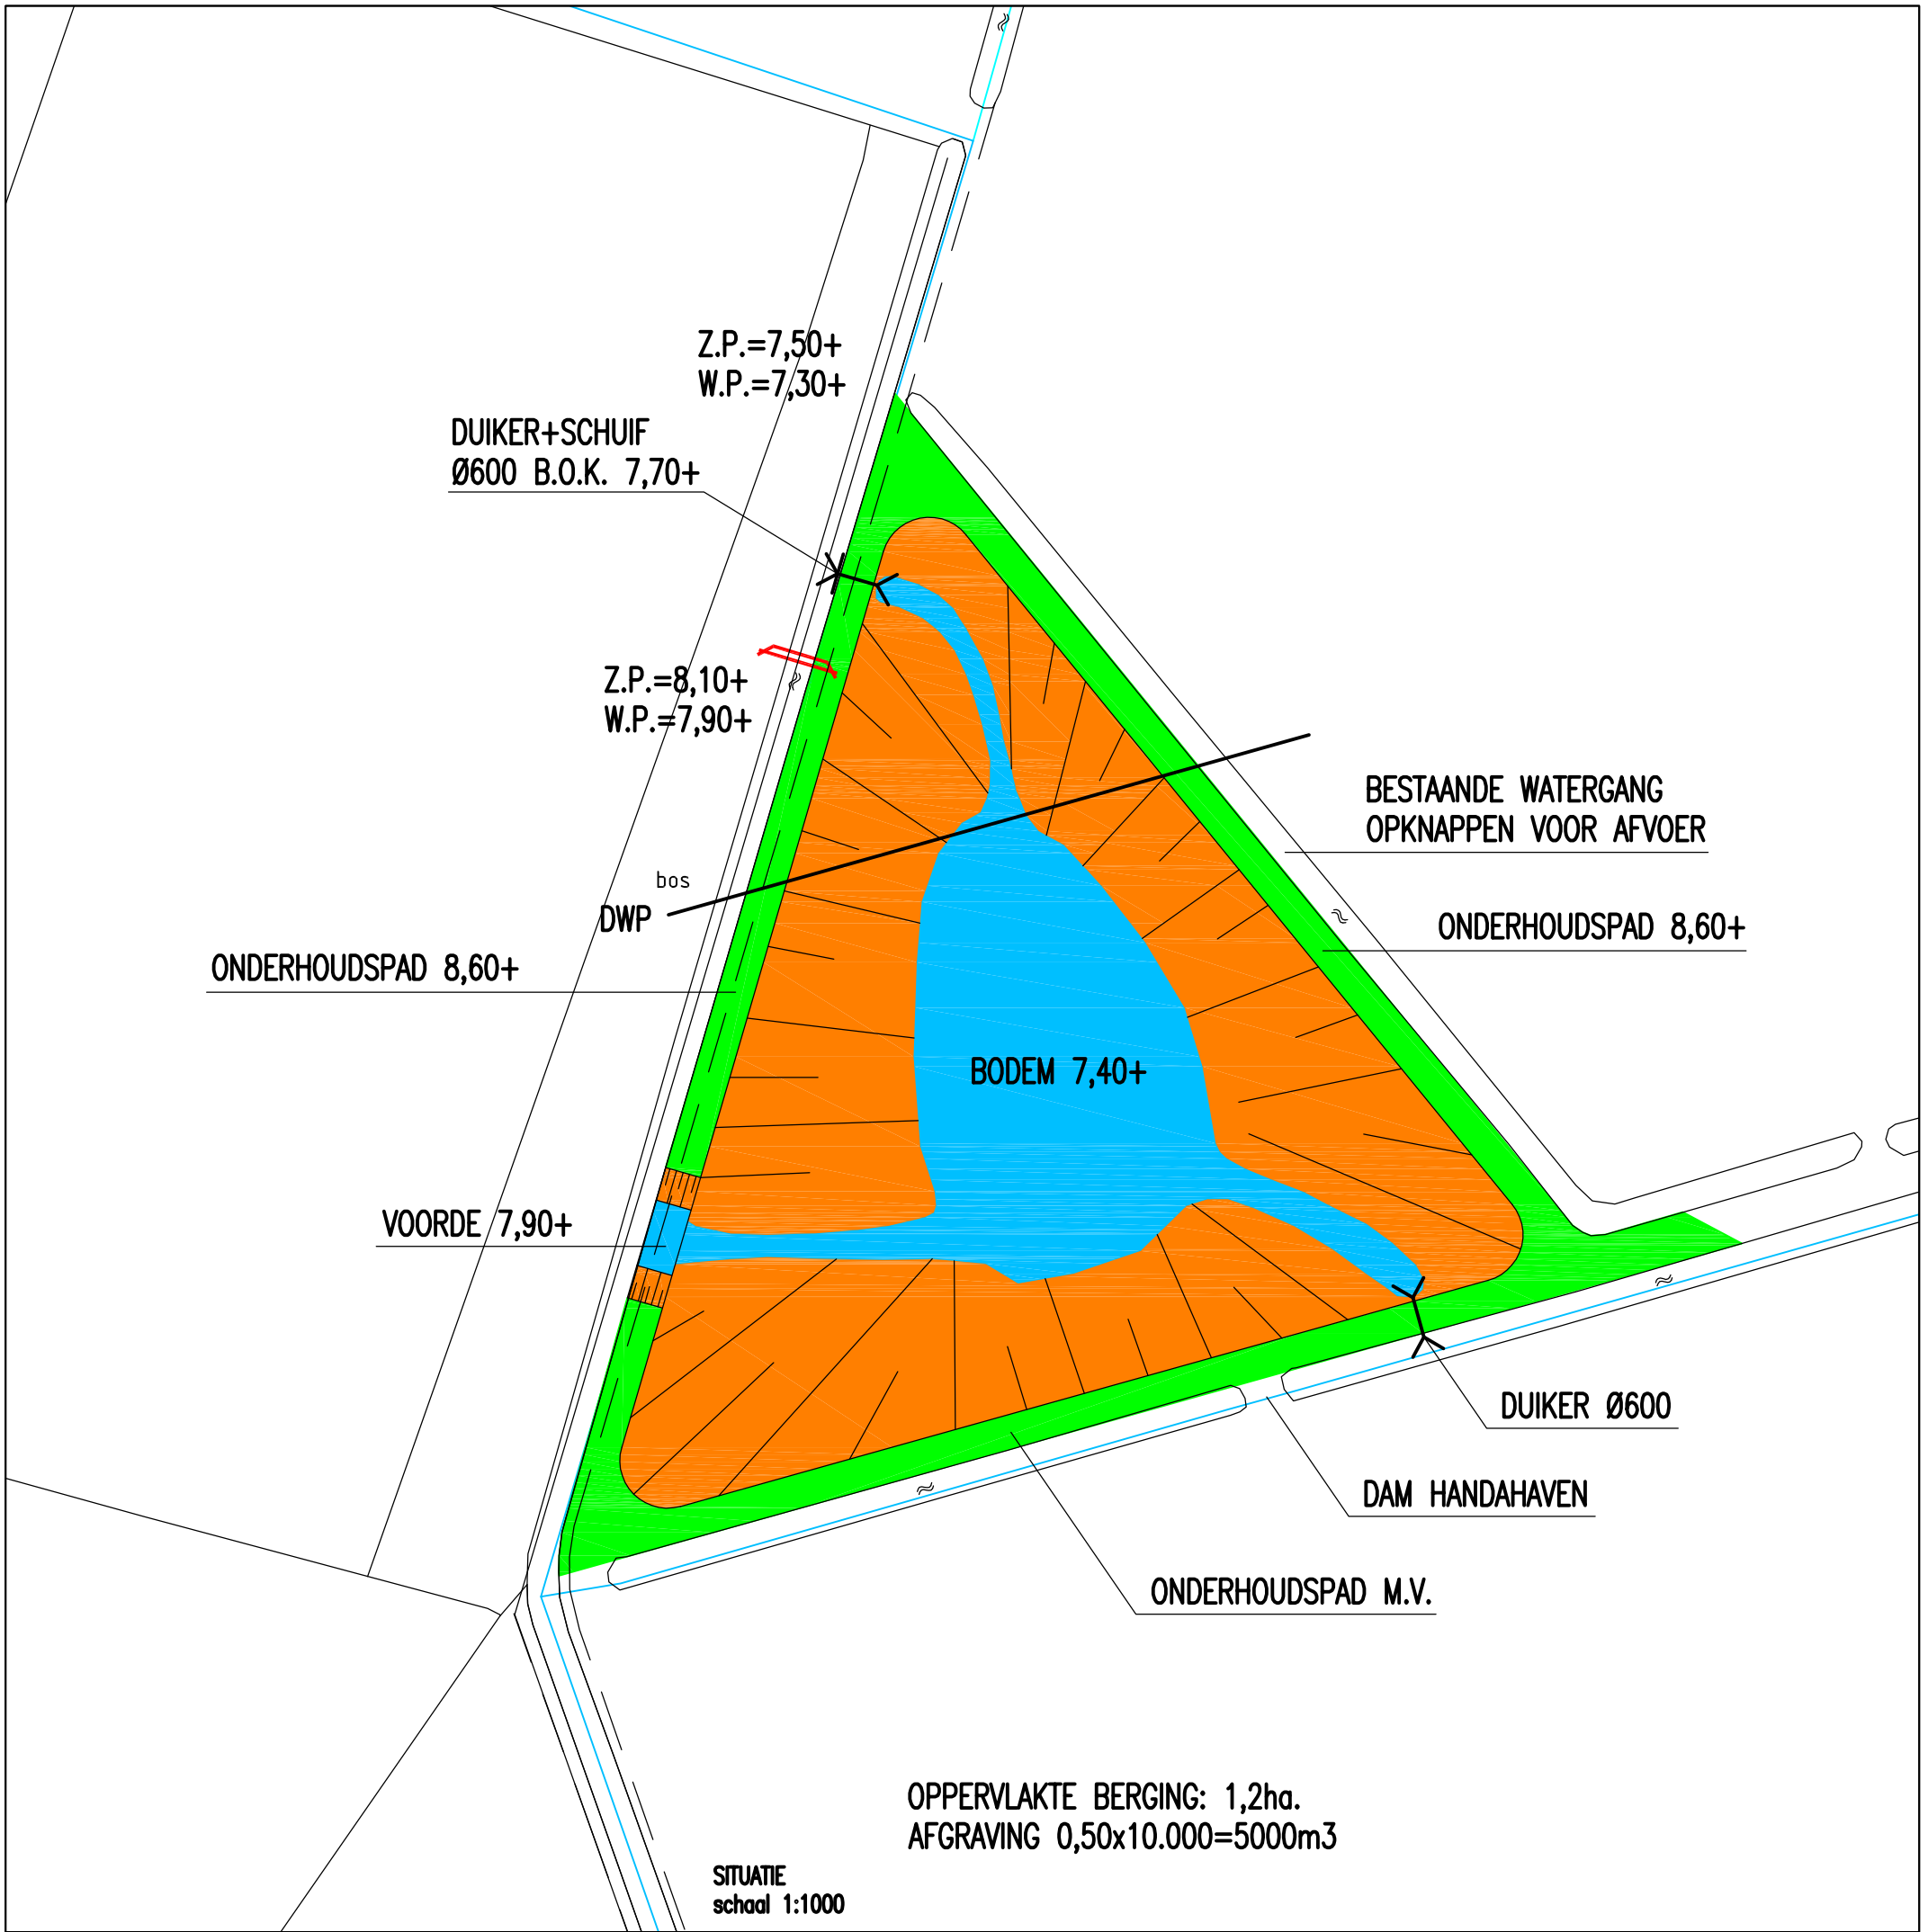 Z.P.=7,50+
W.P.=7,30+
DUIKER+SCHUIF
Ø600 B.O.K. 7,70+
Z.P.=8,10+
W.P.=7,90+
BESTAANDE WATERGANG
OPKNAPPEN VOOR AFVOER
bos
DWP
ONDERHOUDSPAD 8,60+
ONDERHOUDSPAD 8,60+
BODEM 7,40+
VOORDE 7,90+
DUIKER Ø600
DAM HANDAHAVEN
ONDERHOUDSPAD M.V.
OPPERVLAKTE BERGING: 1,2ha.
AFGRAVING 0,50x10.000=5000m3
SITUATIE
schaal 1:1000